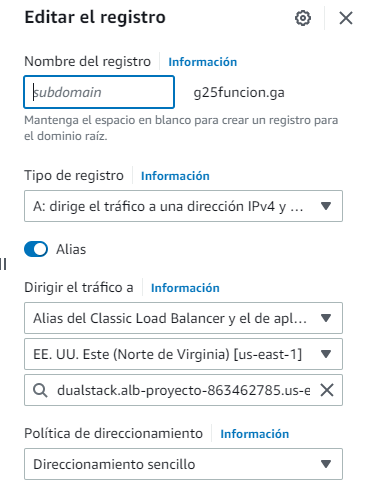 Editar el registro
Nombre del registro Información
subdomain g25funcion.ga
Mantenga el espacio en blanco para crear un registro para
el dominio raíz.
Tipo de registro Información
A: dirige el tráfico a una dirección IPv4 y ...
Alias
Dirigir el tráfico a Información
Alias del Classic Load Balancer y el de apl...
EE. UU. Este (Norte de Virginia) [us-east-1]
dualstack.alb-proyecto-863462785.us-e
Política de direccionamiento Información
Direccionamiento sencillo